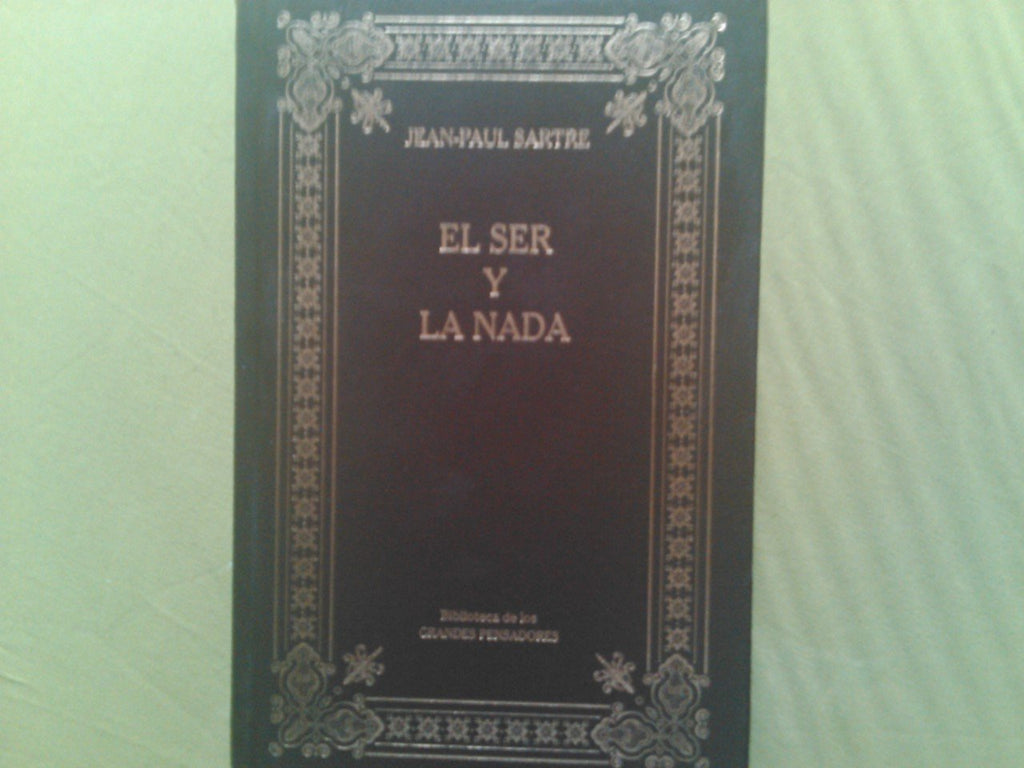 JEAN-PAUL SARTRE
EL SER
Y
LA NADA
Biblioteca de los
GRANDES PENSADORES